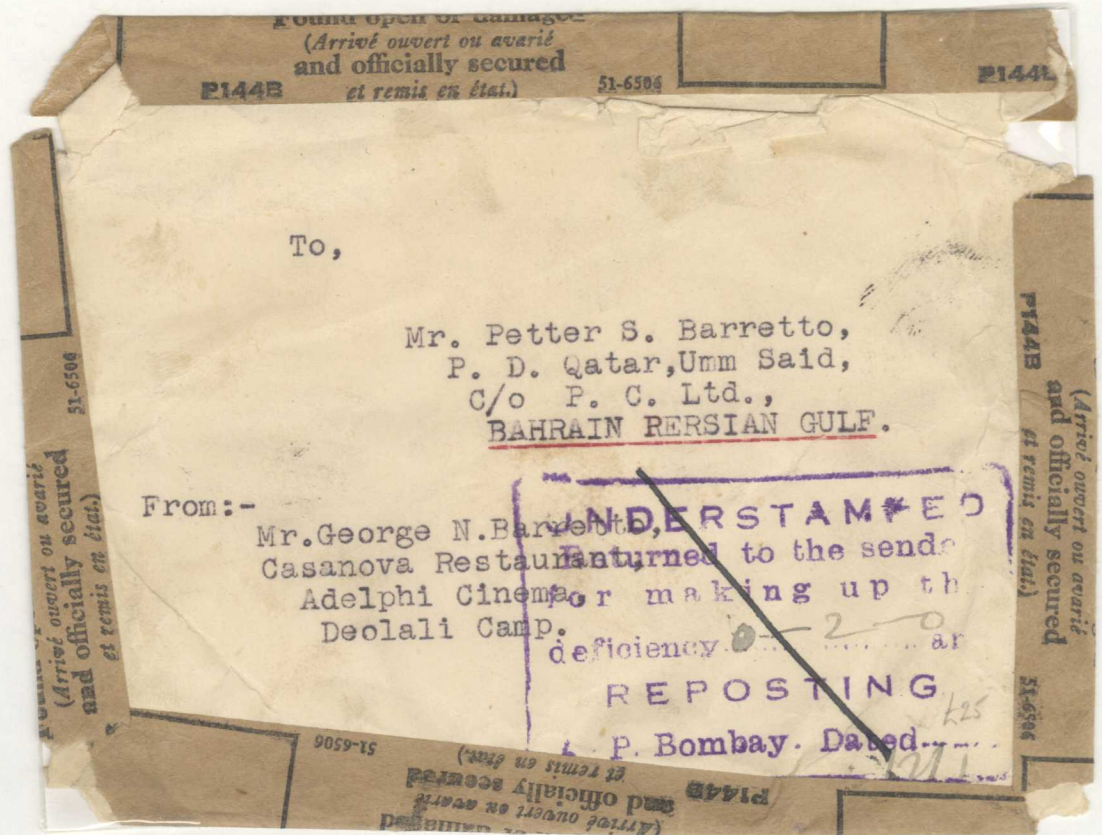 Found open or damaged
(Arrivé ouvert ou avarié
and officially secured
et remis en état.)
P144B
51-6506
P144
To,
Mr. Petter S. Barretto,
P. D. Qatar,Umm Said,
C/o P. C. Ltd.,
BAHRAIN RERSIAN GULF.
From:-
Mr.George N.Barretto,
Casanova Restaurant,
Adelphi Cinema,
Deolali Camp.
UNDERSTAMPED
Returned to the sende
for making up th
deficiency 0-2-0 an
REPOSTING
P. Bombay. Dated
£25
51-6506
(Arrivé ouvert ou avarié
and officially secured
et remis en état.)
P144B
(Arrivé ouvert ou avarié
and officially secured
et remis en état.)
51-6506
51-6506
et remis en état.)
and officially secured
(Arrivé ouvert ou avarié
damaged
P144B